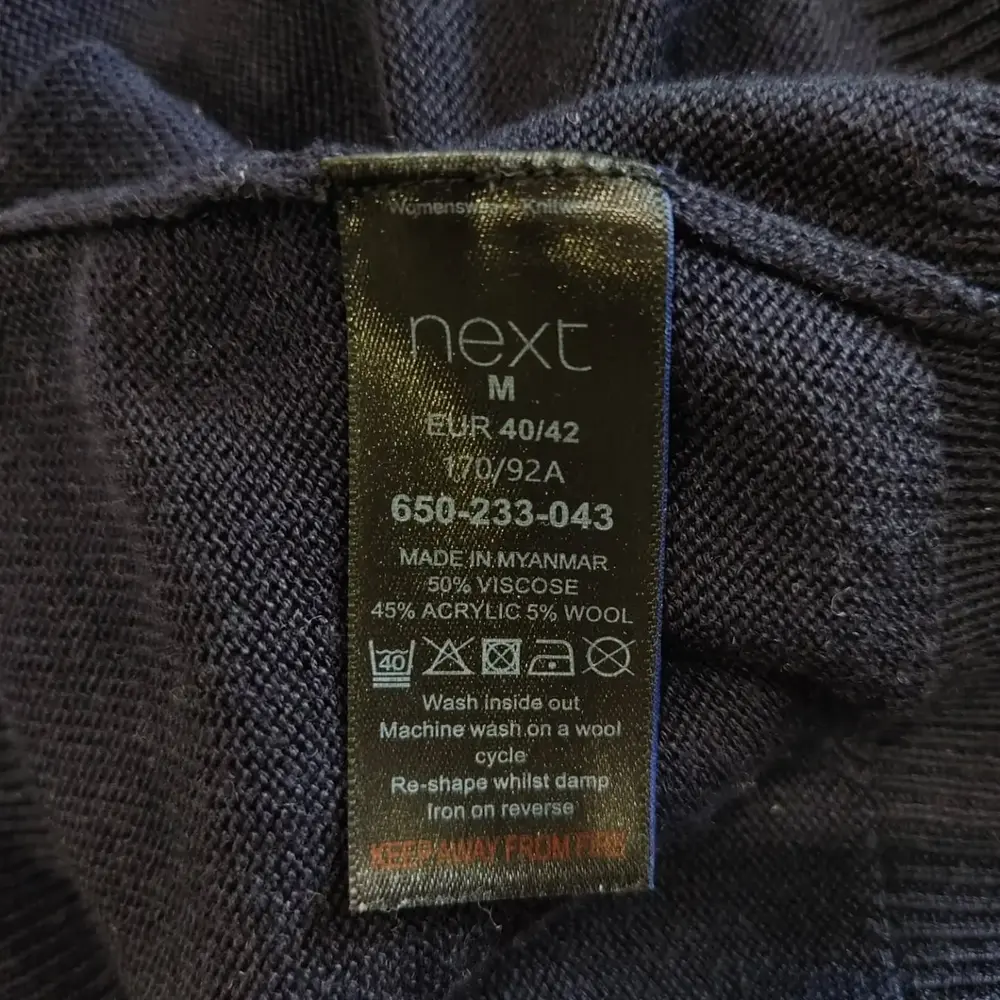 Womenswear Knitwear
next
M
EUR 40/42
170/92A
650-233-043
MADE IN MYANMAR
50% VISCOSE
45% ACRYLIC 5% WOOL
40
Wash inside out
Machine wash on a wool
cycle
Re-shape whilst damp
Iron on reverse
KEEP AWAY FROM FIRE